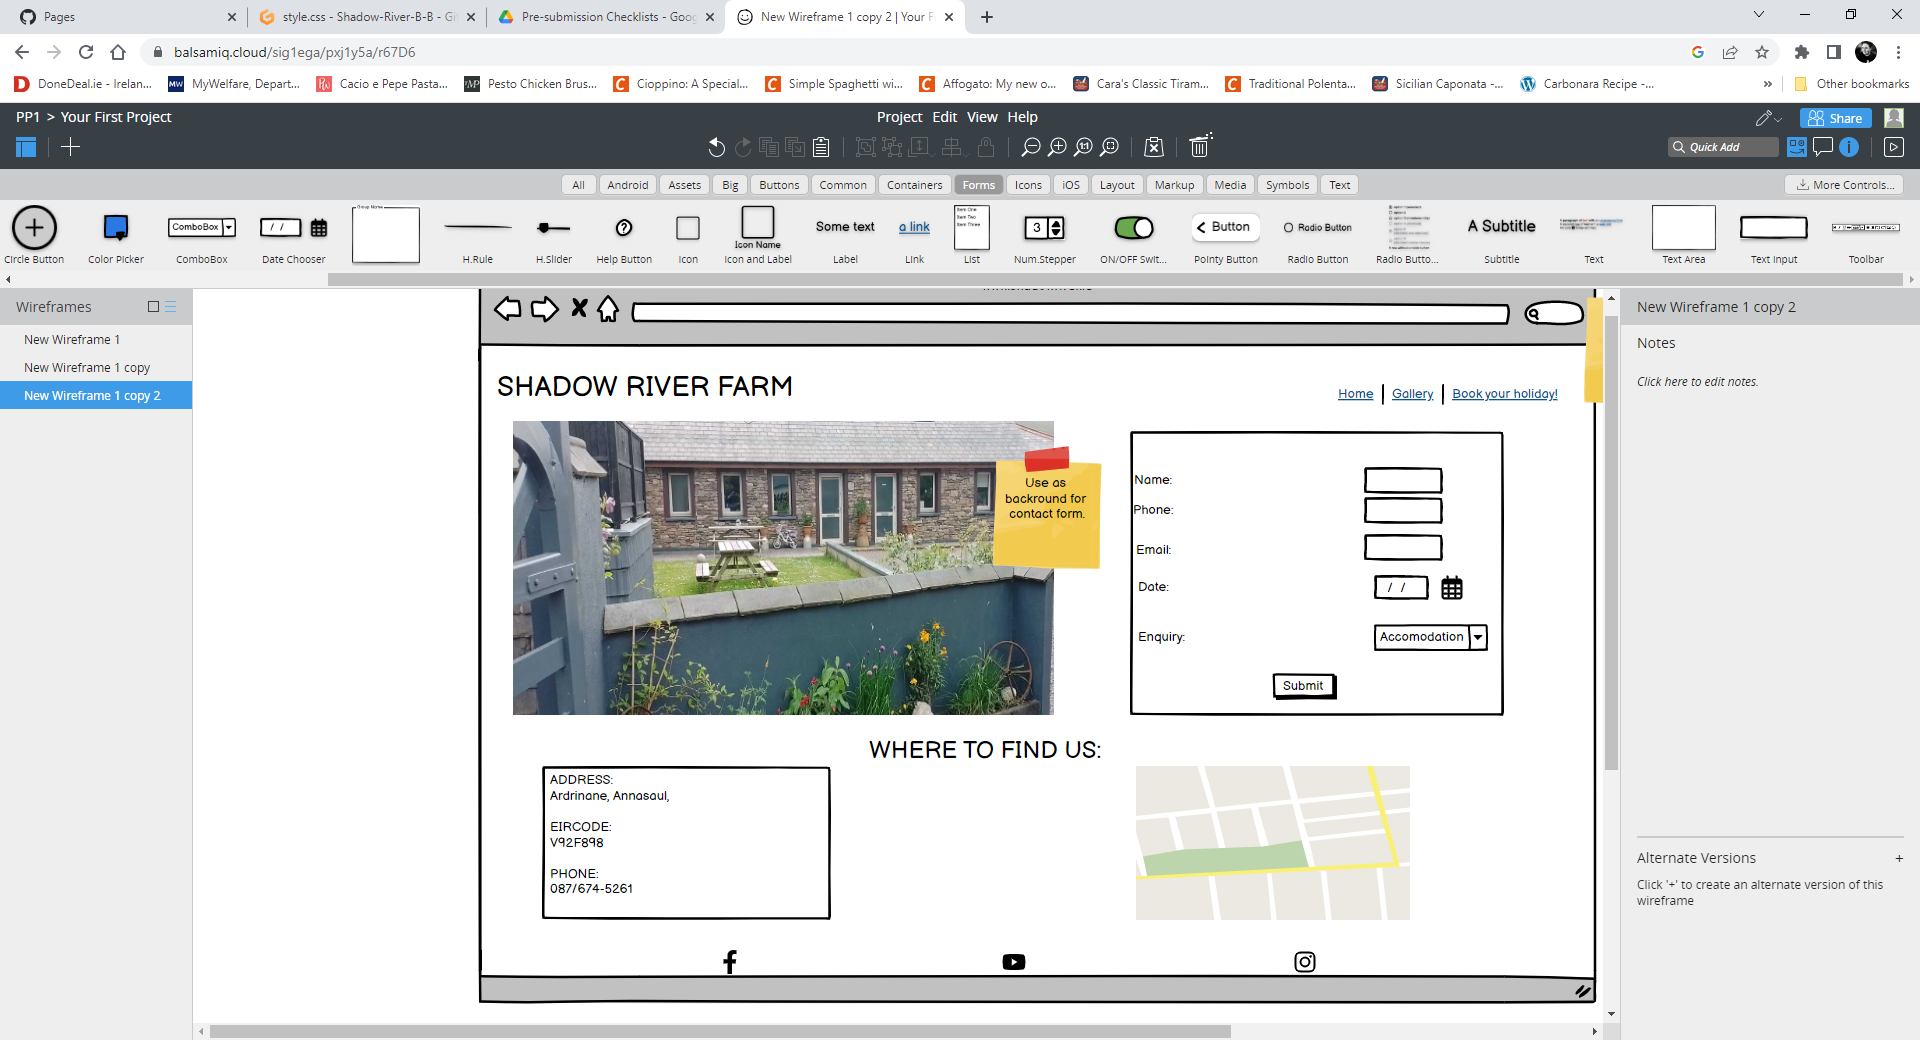 Pages
style.css - Shadow-River-B-B - Gi
Pre-submission Checklists - Goog
New Wireframe 1 copy 2 | Your F
balsamiq.cloud/sig1ega/pxj1y5a/r67D6
DoneDeal.ie - Irelan...
MyWelfare, Depart...
Cacio e Pepe Pasta...
Pesto Chicken Brus...
Cioppino: A Special...
Simple Spaghetti wi...
Affogato: My new o...
Cara's Classic Tiram...
Traditional Polenta...
Sicilian Caponata -...
Carbonara Recipe -...
Other bookmarks
PP1 > Your First Project
Project Edit View Help
Share
Quick Add
All Android Assets Big Buttons Common Containers Forms Icons iOS Layout Markup Media Symbols Text
More Controls...
ComboBox
/ /
Group Name
Icon Name
Some text
a link
Item One
Item Two
Item Three
3
Button
Radio Button
A Subtitle
Circle Button
Color Picker
ComboBox
Date Chooser
H.Rule
H.Slider
Help Button
Icon
Icon and Label
Label
Link
List
Num.Stepper
ON/OFF Swit...
Pointy Button
Radio Button
Radio Butto...
Subtitle
Text
Text Area
Text Input
Toolbar
Wireframes
New Wireframe 1
New Wireframe 1 copy
New Wireframe 1 copy 2
SHADOW RIVER FARM
Home
Gallery
Book your holiday!
Use as
backround for
contact form.
Name:
Phone:
Email:
Date:
/ /
Enquiry:
Accomodation
Submit
WHERE TO FIND US:
ADDRESS:
Ardrinane, Annasaul,
EIRCODE:
V92F898
PHONE:
087/674-5261
New Wireframe 1 copy 2
Notes
Click here to edit notes.
Alternate Versions
+
Click '+' to create an alternate version of this
wireframe